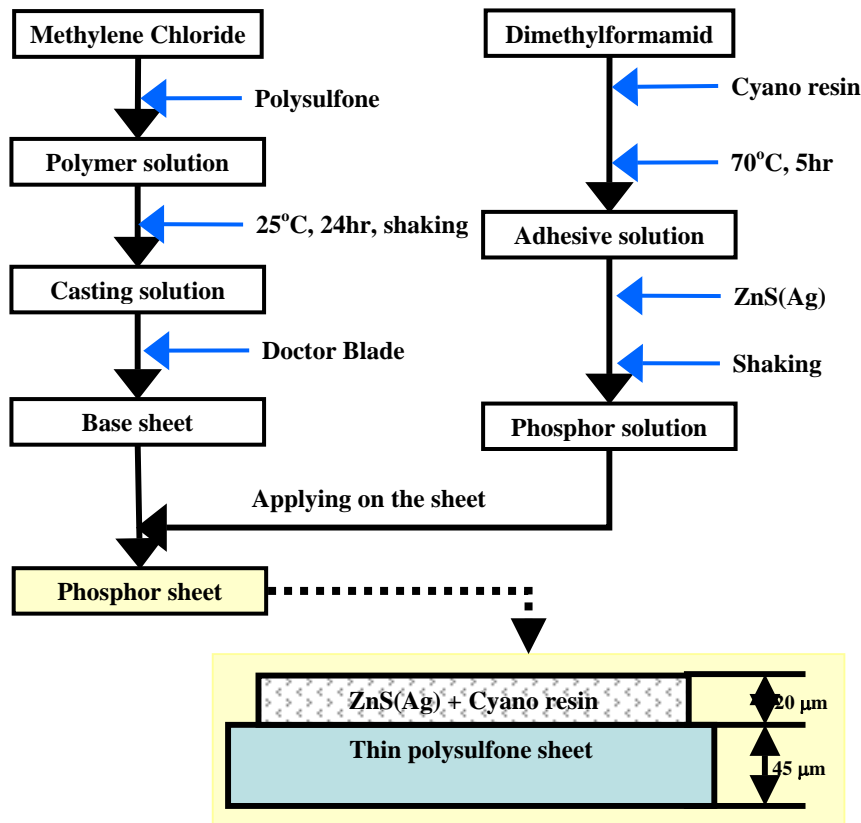 Methylene Chloride
Dimethylformamid
Polysulfone
Cyano resin
Polymer solution
70°C, 5hr
25°C, 24hr, shaking
Adhesive solution
Casting solution
ZnS(Ag)
Doctor Blade
Shaking
Base sheet
Phosphor solution
Applying on the sheet
Phosphor sheet
ZnS(Ag) + Cyano resin
20 μm
Thin polysulfone sheet
45 μm